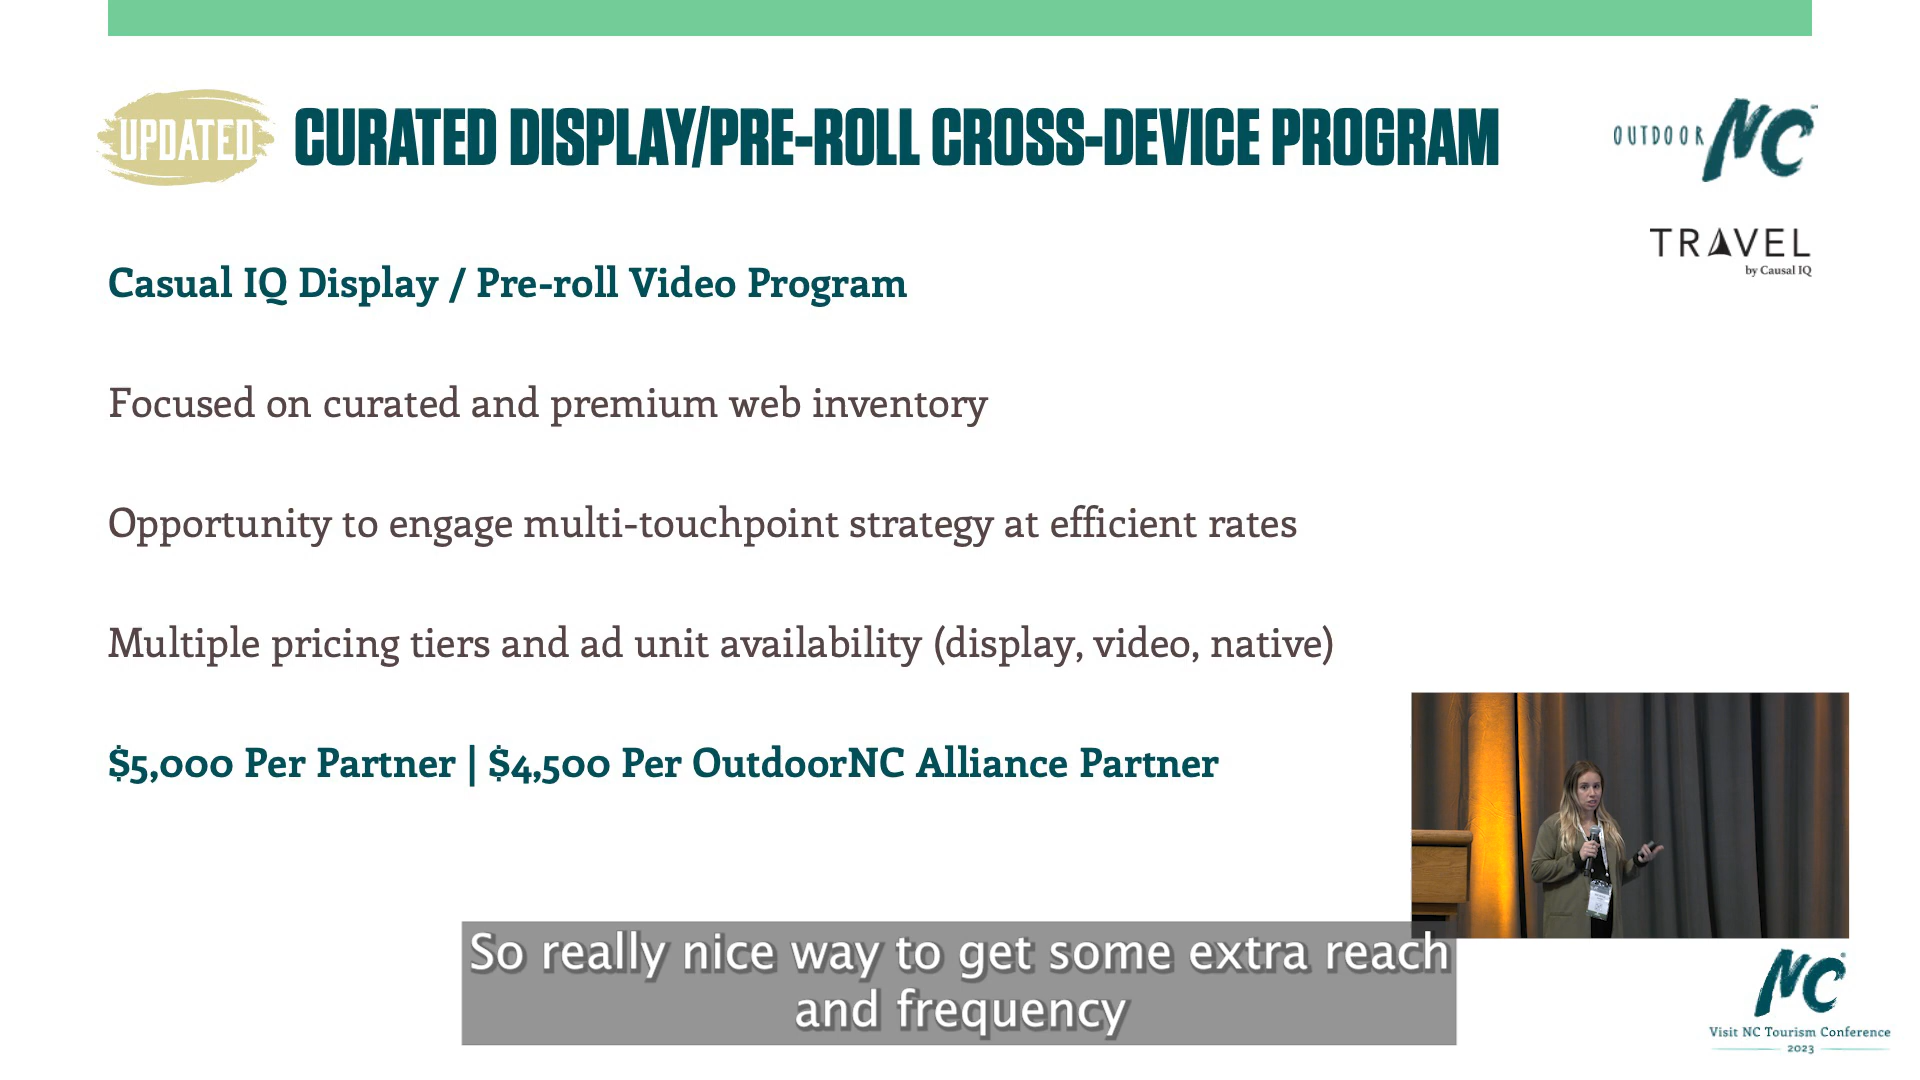 UPDATED
CURATED DISPLAY/PRE-ROLL CROSS-DEVICE PROGRAM
OUTDOOR NC
TRAVEL
by Causal IQ
Casual IQ Display / Pre-roll Video Program
Focused on curated and premium web inventory
Opportunity to engage multi-touchpoint strategy at efficient rates
Multiple pricing tiers and ad unit availability (display, video, native)
$5,000 Per Partner | $4,500 Per OutdoorNC Alliance Partner
So really nice way to get some extra reach
and frequency
NC
Visit NC Tourism Conference
2023